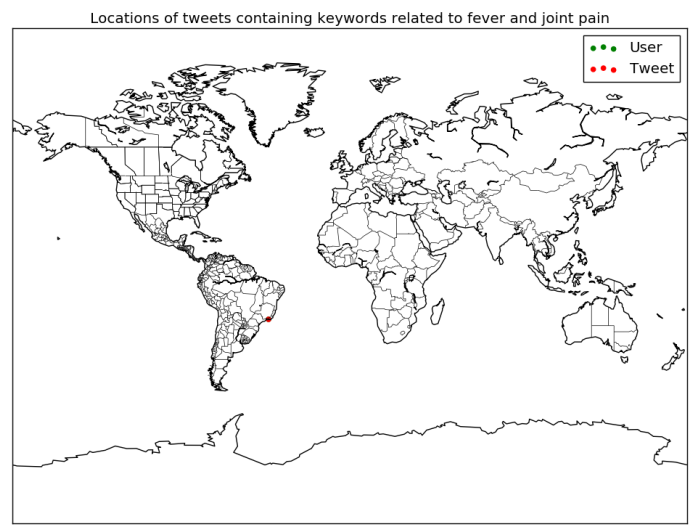 Locations of tweets containing keywords related to fever and joint pain
User
Tweet